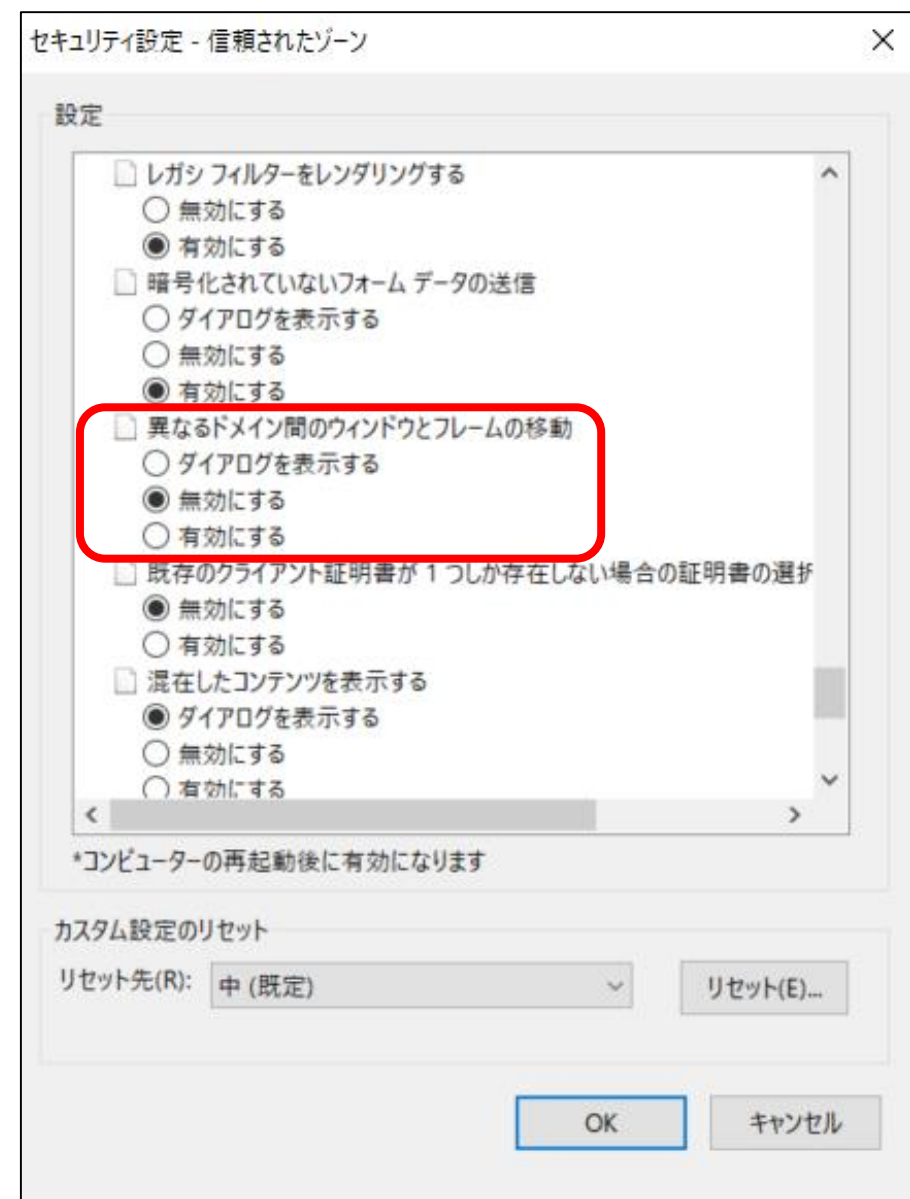 セキュリティ設定 - 信頼されたゾーン
設定
レガシ フィルターをレンダリングする
無効にする
有効にする
暗号化されていないフォーム データの送信
ダイアログを表示する
無効にする
有効にする
異なるドメイン間のウィンドウとフレームの移動
ダイアログを表示する
無効にする
有効にする
既存のクライアント証明書が 1 つしか存在しない場合の証明書の選択
無効にする
有効にする
混在したコンテンツを表示する
ダイアログを表示する
無効にする
有効にする
*コンピューターの再起動後に有効になります
カスタム設定のリセット
リセット先(R): 中 (既定) リセット(E)...
OK キャンセル